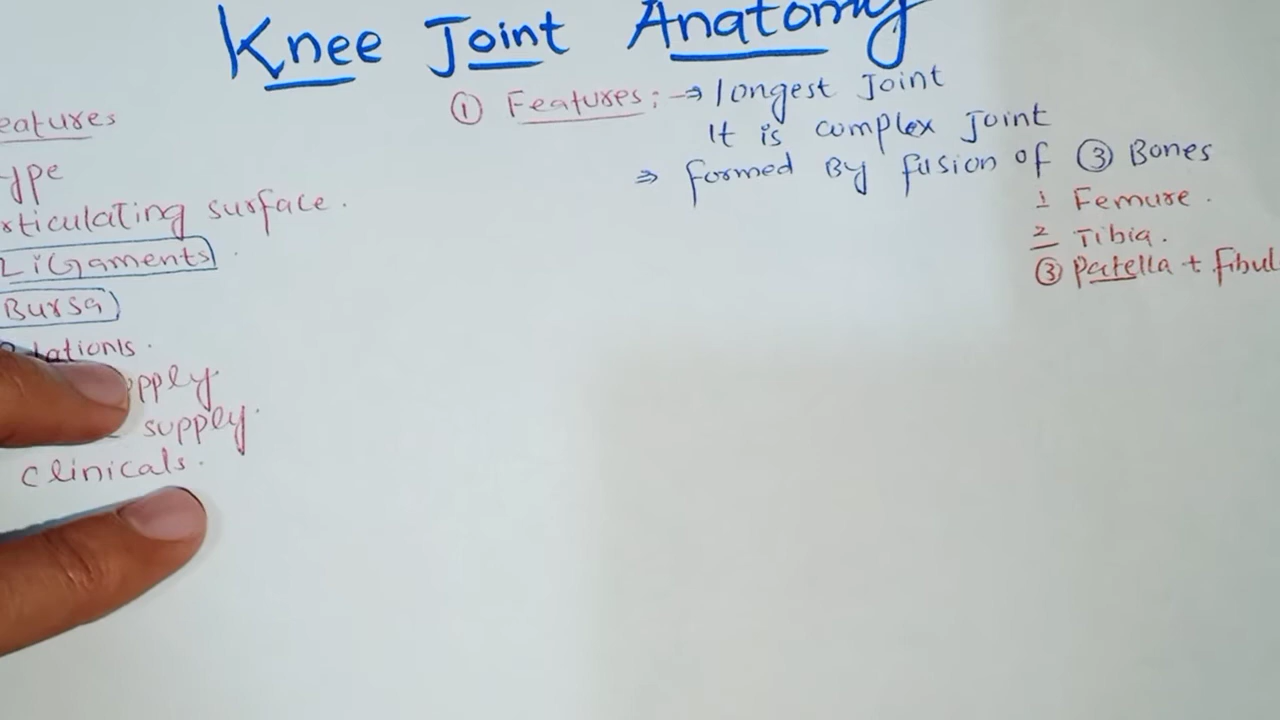 Knee Joint Anatomy
eatures
ype
rticulating surface.
Ligaments
Bursa
lations.
pply
supply.
clinicals.
① Features: → longest Joint
It is complex Joint
⇒ formed By fusion of ③ Bones
1 Femure.
2 Tibia.
③ Patella + fibul